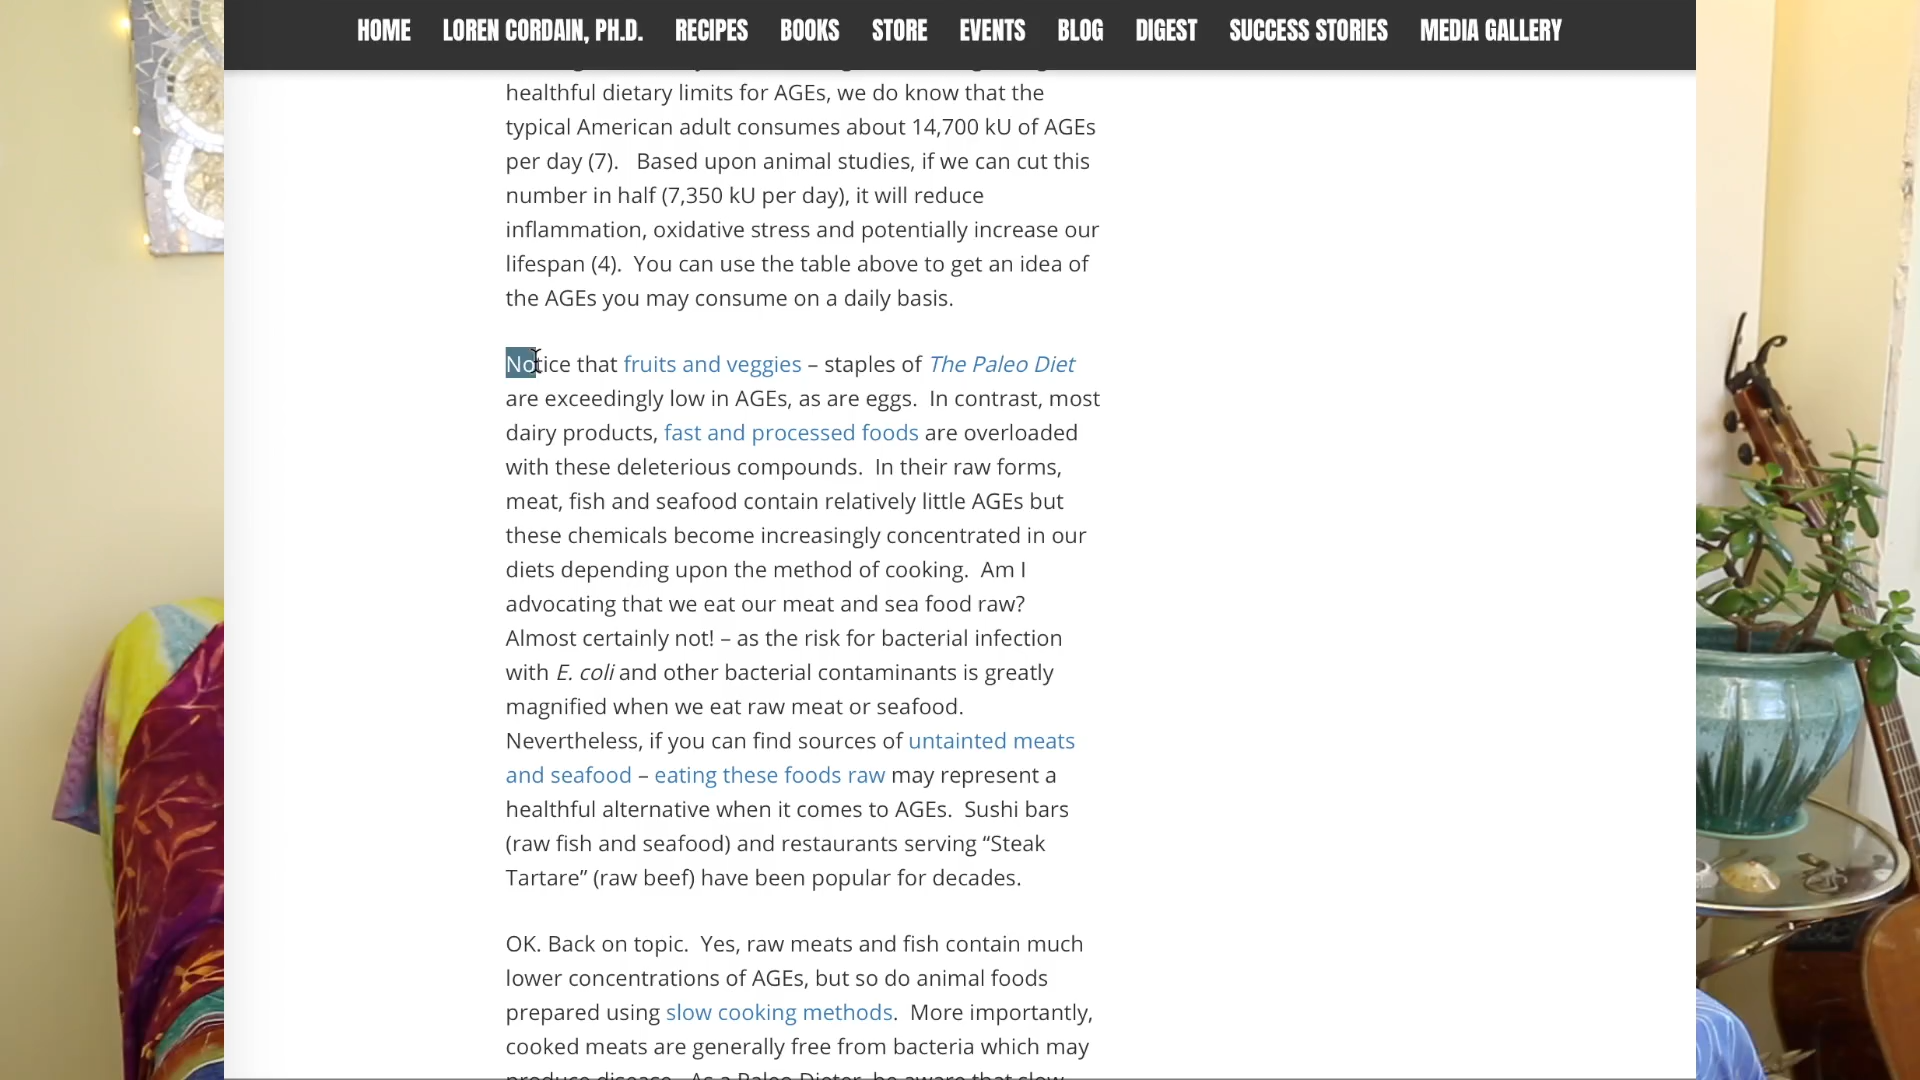 HOME LOREN CORDAIN, PH.D. RECIPES BOOKS STORE EVENTS BLOG DIGEST SUCCESS STORIES MEDIA GALLERY
healthful dietary limits for AGEs, we do know that the
typical American adult consumes about 14,700 kU of AGEs
per day (7).   Based upon animal studies, if we can cut this
number in half (7,350 kU per day), it will reduce
inflammation, oxidative stress and potentially increase our
lifespan (4).  You can use the table above to get an idea of
the AGEs you may consume on a daily basis.
Notice that fruits and veggies – staples of The Paleo Diet
are exceedingly low in AGEs, as are eggs.  In contrast, most
dairy products, fast and processed foods are overloaded
with these deleterious compounds.  In their raw forms,
meat, fish and seafood contain relatively little AGEs but
these chemicals become increasingly concentrated in our
diets depending upon the method of cooking.  Am I
advocating that we eat our meat and sea food raw?
Almost certainly not! – as the risk for bacterial infection
with E. coli and other bacterial contaminants is greatly
magnified when we eat raw meat or seafood.
Nevertheless, if you can find sources of untainted meats
and seafood – eating these foods raw may represent a
healthful alternative when it comes to AGEs.  Sushi bars
(raw fish and seafood) and restaurants serving “Steak
Tartare” (raw beef) have been popular for decades.
OK. Back on topic.  Yes, raw meats and fish contain much
lower concentrations of AGEs, but so do animal foods
prepared using slow cooking methods.  More importantly,
cooked meats are generally free from bacteria which may
produce disease.  As a Paleo Dieter, be aware that slow